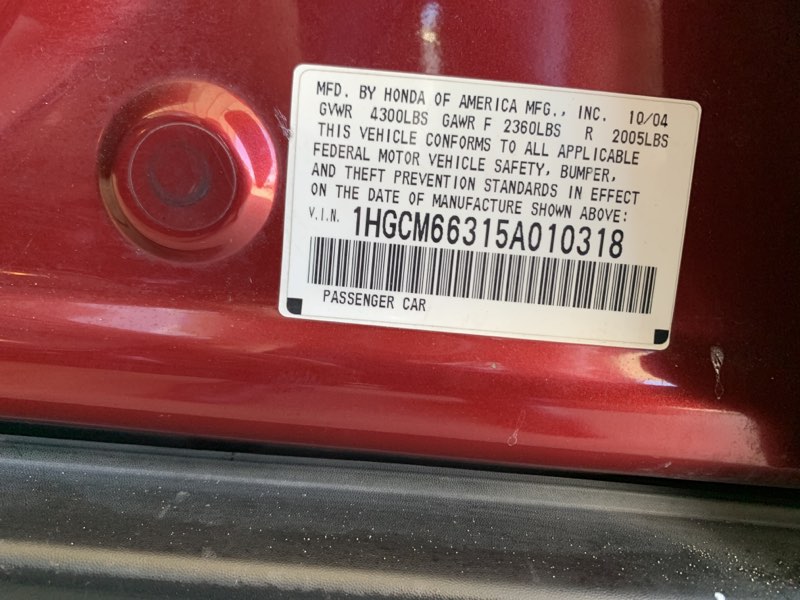 MFD. BY HONDA OF AMERICA MFG., INC. 10/04
GVWR 4300LBS GAWR F 2360LBS R 2005LBS
THIS VEHICLE CONFORMS TO ALL APPLICABLE
FEDERAL MOTOR VEHICLE SAFETY, BUMPER,
AND THEFT PREVENTION STANDARDS IN EFFECT
ON THE DATE OF MANUFACTURE SHOWN ABOVE:
V.I.N. 1HGCM66315A010318
PASSENGER CAR